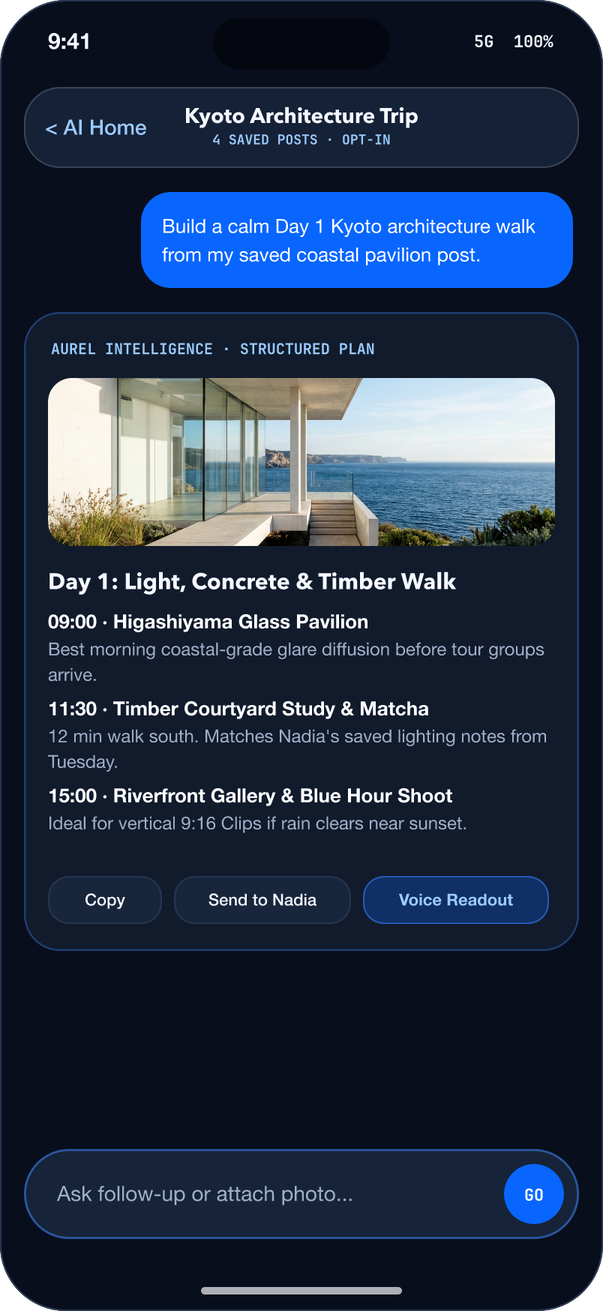 9:41
5G 100%
< AI Home
Kyoto Architecture Trip
4 SAVED POSTS · OPT-IN
Build a calm Day 1 Kyoto architecture walk
from my saved coastal pavilion post.
AUREL INTELLIGENCE · STRUCTURED PLAN
Day 1: Light, Concrete & Timber Walk
09:00 · Higashiyama Glass Pavilion
Best morning coastal-grade glare diffusion before tour groups
arrive.
11:30 · Timber Courtyard Study & Matcha
12 min walk south. Matches Nadia's saved lighting notes from
Tuesday.
15:00 · Riverfront Gallery & Blue Hour Shoot
Ideal for vertical 9:16 Clips if rain clears near sunset.
Copy
Send to Nadia
Voice Readout
Ask follow-up or attach photo...
GO